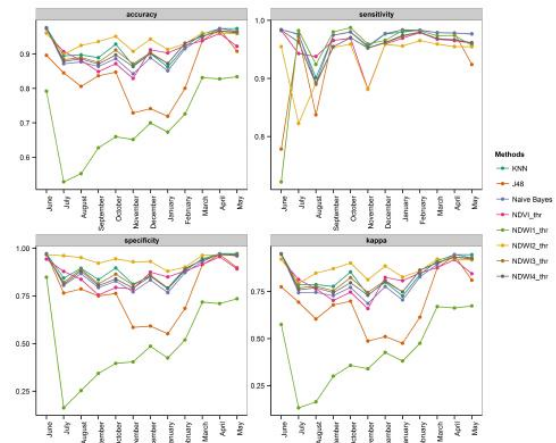 accuracy
sensitivity
0.9
0.8
0.7
0.6
1.0
0.9
0.8
June
July
August
September
October
November
December
January
February
March
April
May
June
July
August
September
October
November
December
January
February
March
April
May
Methods
KNN
J48
Naive Bayes
NDVI_thr
NDWI1_thr
NDWI2_thr
NDWI3_thr
NDWI4_thr
specificity
kappa
1.00
0.75
0.50
0.25
0.75
0.50
0.25
June
July
August
September
October
November
December
January
February
March
April
May
June
July
August
September
October
November
December
January
February
March
April
May